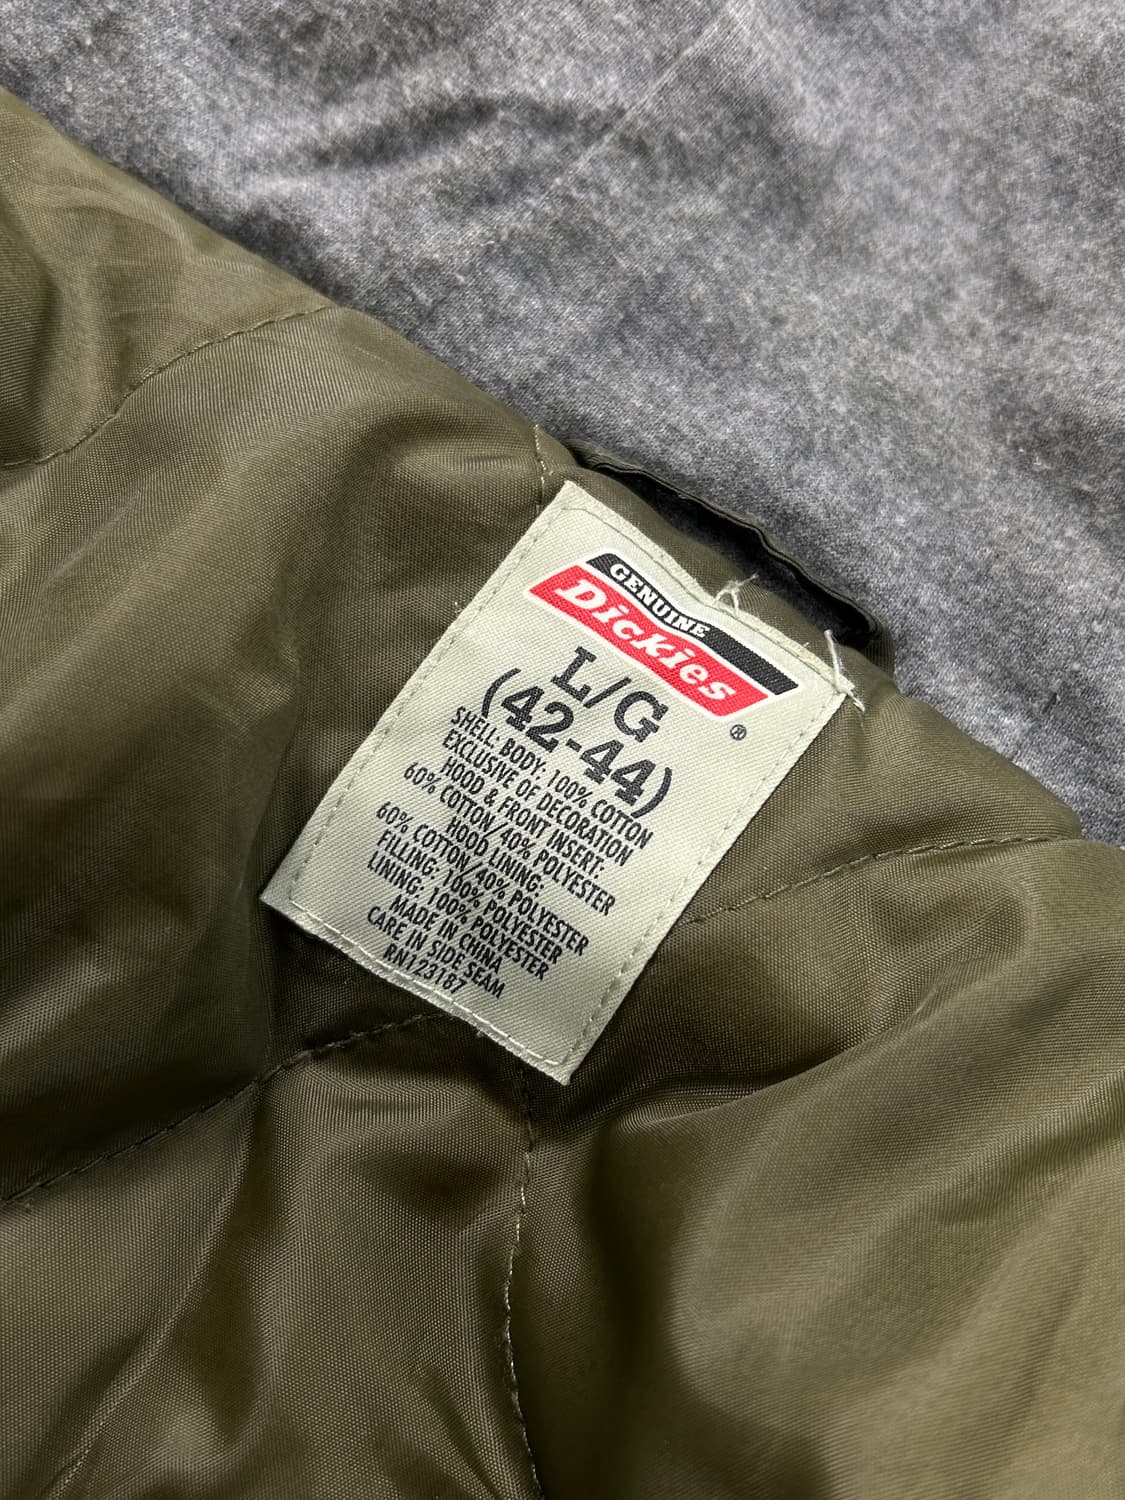 GENUINE
Dickies
®
L/G
(42-44)
SHELL: BODY: 100% COTTON
EXCLUSIVE OF DECORATION
HOOD & FRONT INSERT:
60% COTTON/40% POLYESTER
HOOD LINING:
60% COTTON/40% POLYESTER
FILLING: 100% POLYESTER
LINING: 100% POLYESTER
MADE IN CHINA
CARE IN SIDE SEAM
RN123187